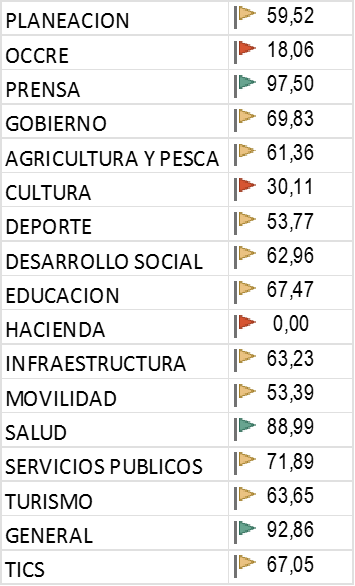 PLANEACION 59,52
OCCRE 18,06
PRENSA 97,50
GOBIERNO 69,83
AGRICULTURA Y PESCA 61,36
CULTURA 30,11
DEPORTE 53,77
DESARROLLO SOCIAL 62,96
EDUCACION 67,47
HACIENDA 0,00
INFRAESTRUCTURA 63,23
MOVILIDAD 53,39
SALUD 88,99
SERVICIOS PUBLICOS 71,89
TURISMO 63,65
GENERAL 92,86
TICS 67,05